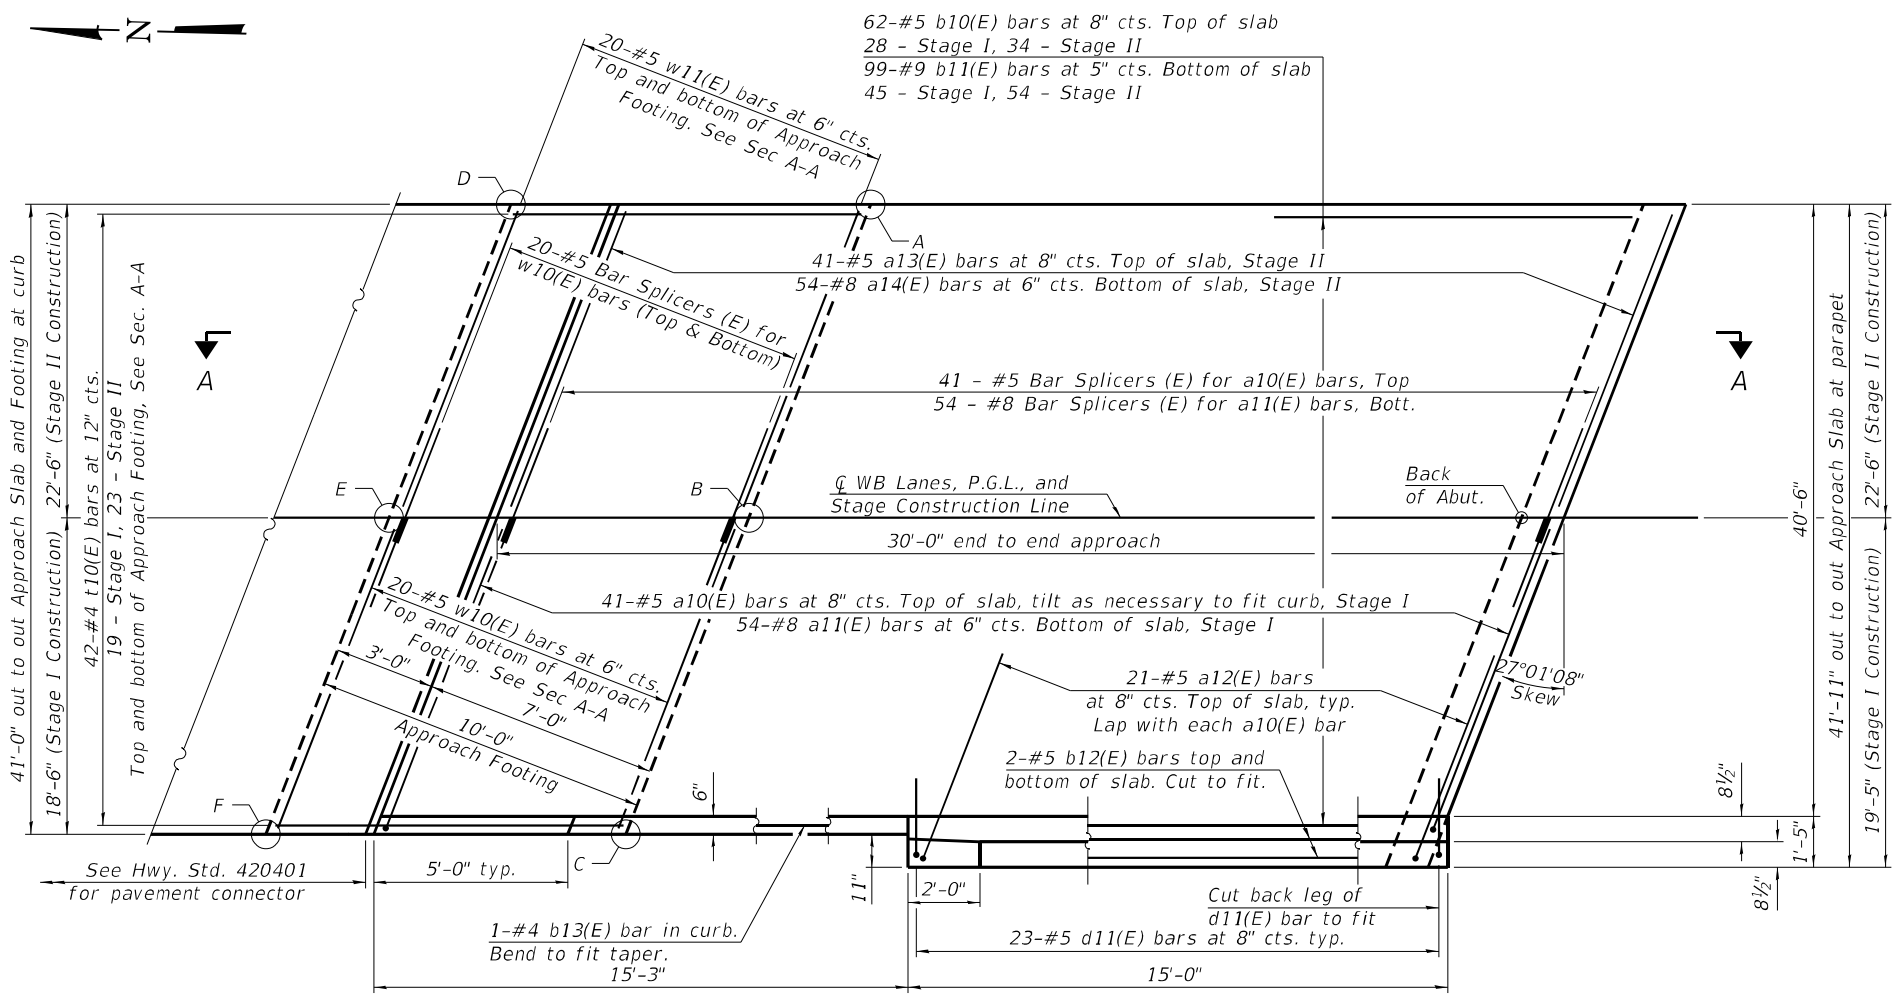 N
62-#5 b10(E) bars at 8" cts. Top of slab
28 - Stage I, 34 - Stage II
99-#9 b11(E) bars at 5" cts. Bottom of slab
45 - Stage I, 54 - Stage II
20-#5 w11(E) bars at 6" cts.
Top and bottom of Approach
Footing. See Sec A-A
D
A
20-#5 Bar Splicers (E) for
w10(E) bars (Top & Bottom)
41-#5 a13(E) bars at 8" cts. Top of slab, Stage II
54-#8 a14(E) bars at 6" cts. Bottom of slab, Stage II
A
A
41 - #5 Bar Splicers (E) for a10(E) bars, Top
54 - #8 Bar Splicers (E) for a11(E) bars, Bott.
41'-0" out to out Approach Slab and Footing at curb
22'-6" (Stage II Construction)
18'-6" (Stage I Construction)
42-#4 t10(E) bars at 12" cts.
19 - Stage I, 23 - Stage II
Top and bottom of Approach Footing, See Sec. A-A
E
B
℄ WB Lanes, P.G.L., and
Stage Construction Line
Back
of Abut.
30'-0" end to end approach
40'-6"
41'-11" out to out Approach Slab at parapet
22'-6" (Stage II Construction)
19'-5" (Stage I Construction)
20-#5 w10(E) bars at 6" cts.
Top and bottom of Approach
Footing. See Sec A-A
41-#5 a10(E) bars at 8" cts. Top of slab, tilt as necessary to fit curb, Stage I
54-#8 a11(E) bars at 6" cts. Bottom of slab, Stage I
3'-0"
7'-0"
10'-0"
Approach Footing
21-#5 a12(E) bars
at 8" cts. Top of slab, typ.
Lap with each a10(E) bar
27°01'08"
Skew
2-#5 b12(E) bars top and
bottom of slab. Cut to fit.
6"
8½"
F
C
1'-5"
See Hwy. Std. 420401
for pavement connector
5'-0" typ.
11"
2'-0"
Cut back leg of
d11(E) bar to fit
8½"
1-#4 b13(E) bar in curb.
Bend to fit taper.
23-#5 d11(E) bars at 8" cts. typ.
15'-3"
15'-0"